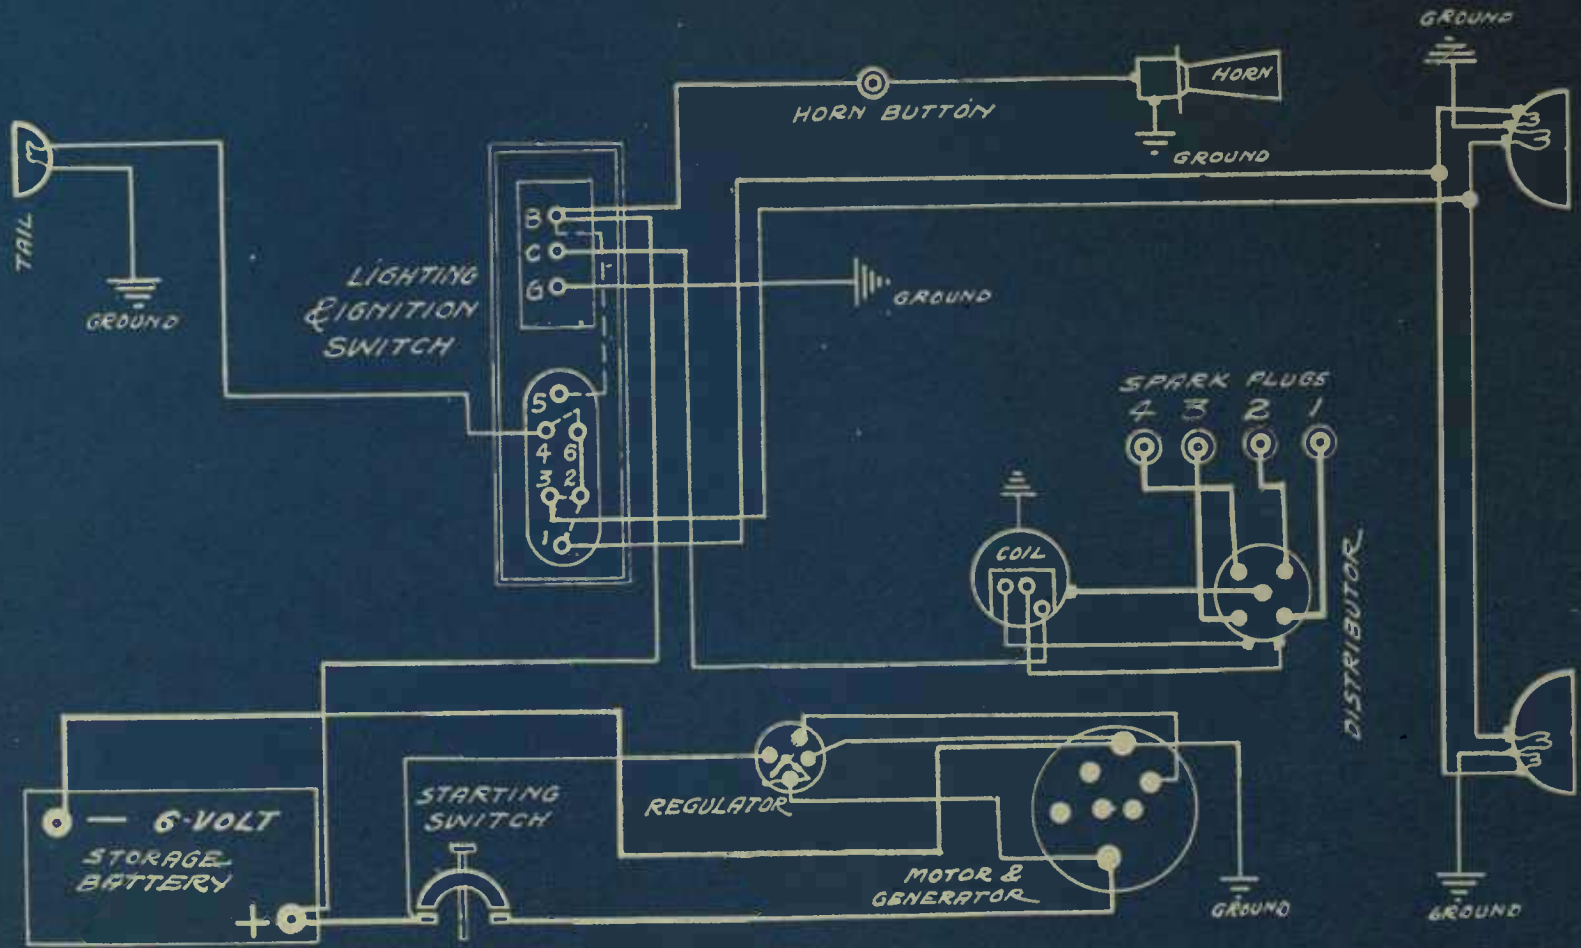 GROUND
HORN
HORN BUTTON
GROUND
TAIL
GROUND
LIGHTING
& IGNITION
SWITCH
B
C
G
GROUND
5
4 6
3 2
1
SPARK PLUGS
4 3 2 1
COIL
DISTRIBUTOR
— 6-VOLT
STORAGE
BATTERY
+
STARTING
SWITCH
REGULATOR
MOTOR &
GENERATOR
GROUND
GROUND